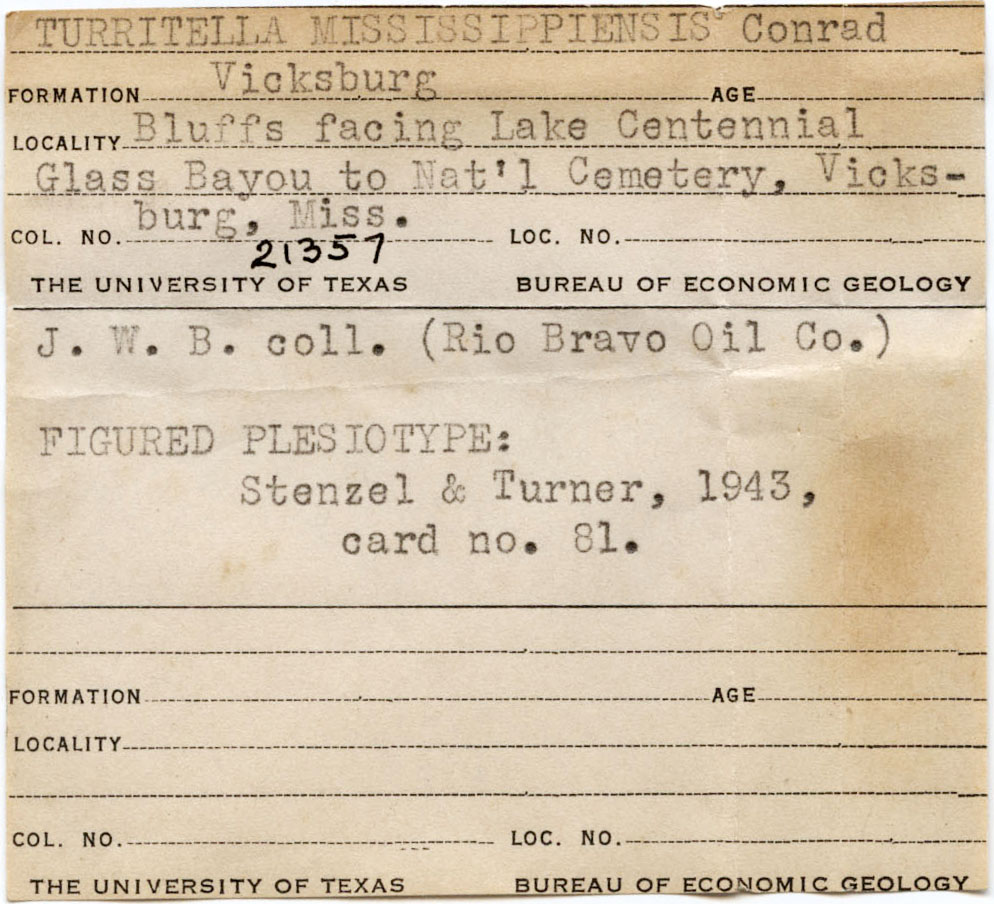 TURRITELLA MISSISSIPPIENSIS Conrad
FORMATION Vicksburg AGE
LOCALITY Bluffs facing Lake Centennial
Glass Bayou to Nat'l Cemetery, Vicks-
burg, Miss.
COL. NO. 21357 LOC. NO.
THE UNIVERSITY OF TEXAS BUREAU OF ECONOMIC GEOLOGY
J. W. B. coll. (Rio Bravo Oil Co.)
FIGURED PLESIOTYPE:
Stenzel & Turner, 1943,
card no. 81.
FORMATION AGE
LOCALITY
COL. NO. LOC. NO.
THE UNIVERSITY OF TEXAS BUREAU OF ECONOMIC GEOLOGY